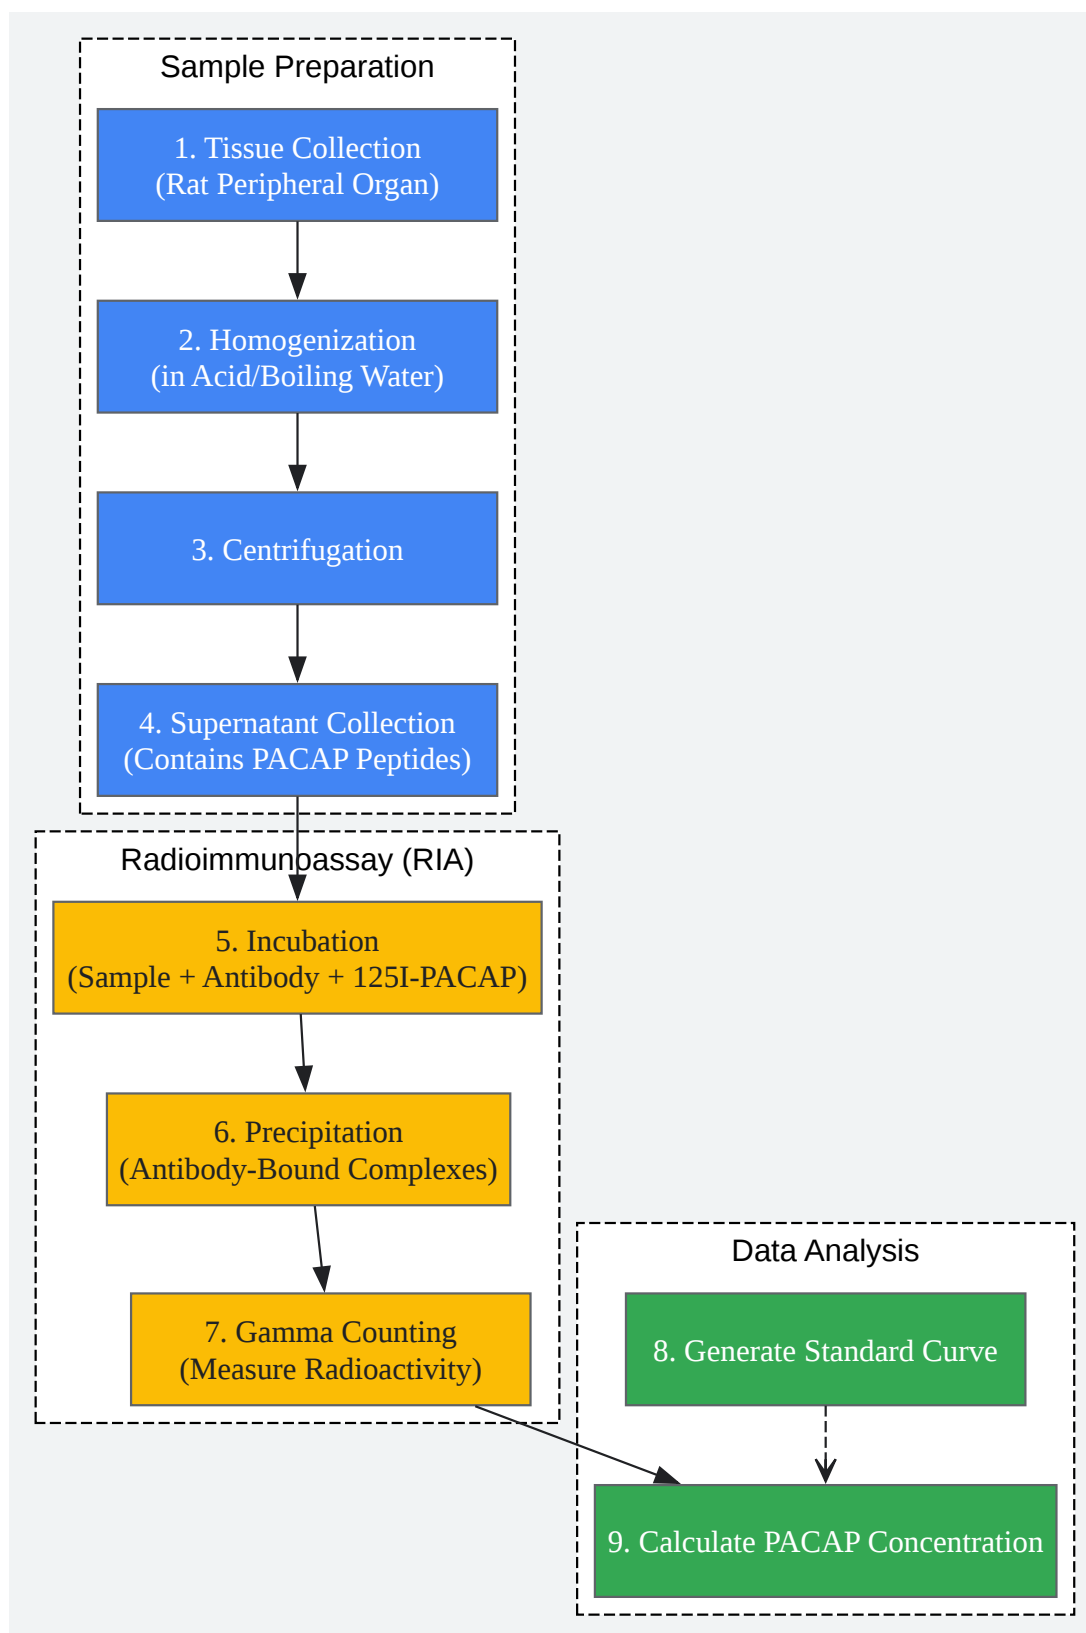 Sample Preparation
1. Tissue Collection
(Rat Peripheral Organ)
2. Homogenization
(in Acid/Boiling Water)
3. Centrifugation
4. Supernatant Collection
(Contains PACAP Peptides)
Radioimmunoassay (RIA)
5. Incubation
(Sample + Antibody + 125I-PACAP)
6. Precipitation
(Antibody-Bound Complexes)
7. Gamma Counting
(Measure Radioactivity)
Data Analysis
8. Generate Standard Curve
9. Calculate PACAP Concentration